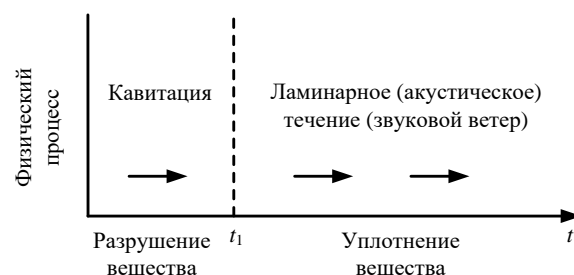 Физический
процесс
Кавитация
Ламинарное (акустическое)
течение (звуковой ветер)
Разрушение
вещества
t1
Уплотнение
вещества
t